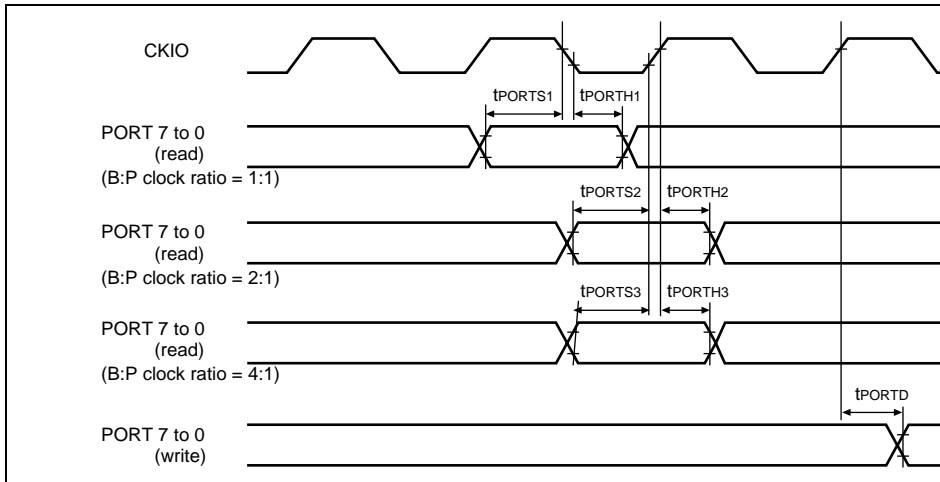 CKIO
tPORTS1 tPORTH1
PORT 7 to 0
(read)
(B:P clock ratio = 1:1)
tPORTS2 tPORTH2
PORT 7 to 0
(read)
(B:P clock ratio = 2:1)
tPORTS3 tPORTH3
PORT 7 to 0
(read)
(B:P clock ratio = 4:1)
tPORTD
PORT 7 to 0
(write)